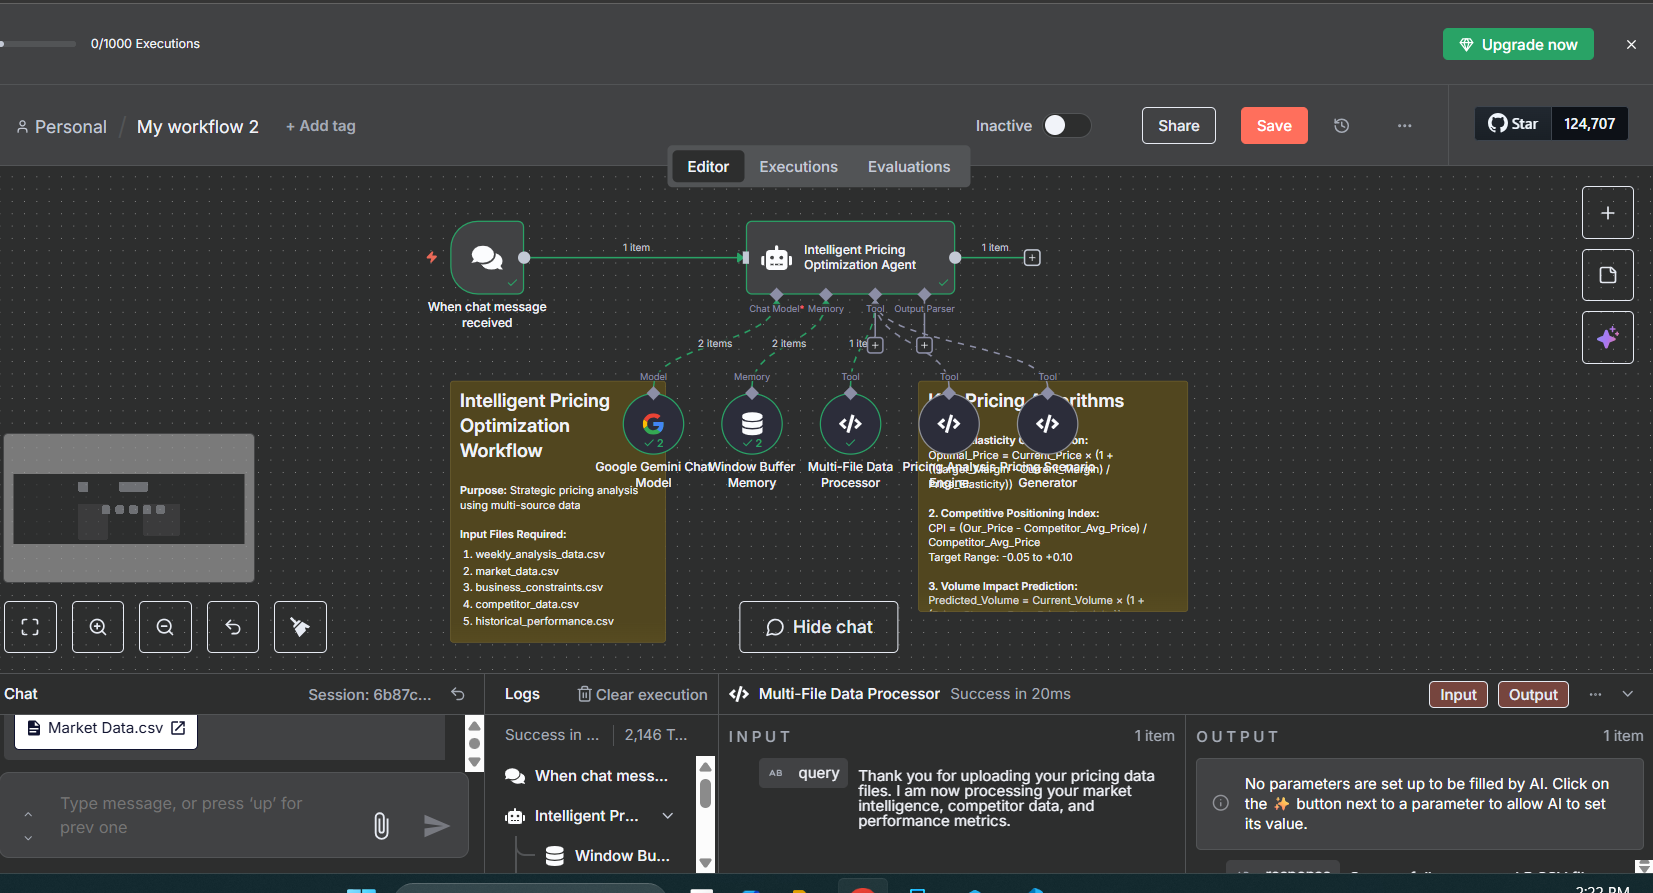 0/1000 Executions
Upgrade now
Personal / My workflow 2 + Add tag
Inactive
Share
Save
Star 124,707
Editor Executions Evaluations
When chat message
received
1 item
Intelligent Pricing
Optimization Agent
1 item
Chat Model* Memory Tool Output Parser
2 items
2 items
1 ite
Model
Memory
Tool
Tool
Tool
2
2
Google Gemini Chat
Model
Window Buffer
Memory
Multi-File Data
Processor
Pricing Analysis
Engine
Pricing Scenario
Generator
Intelligent Pricing
Optimization
Workflow
Purpose: Strategic pricing analysis
using multi-source data
Input Files Required:
1. weekly_analysis_data.csv
2. market_data.csv
3. business_constraints.csv
4. competitor_data.csv
5. historical_performance.csv
Pricing
Optimal_Price = Current_Price × (1 +
2. Competitive Positioning Index:
CPI = (Our_Price - Competitor_Avg_Price) /
Competitor_Avg_Price
Target Range: -0.05 to +0.10
3. Volume Impact Prediction:
Predicted_Volume = Current_Volume × (1 +
Hide chat
Chat
Session: 6b87c...
Market Data.csv
Type message, or press 'up' for
prev one
Logs
Clear execution
Success in ... 2,146 T...
When chat mess...
Intelligent Pr...
Window Bu...
Multi-File Data Processor Success in 20ms
Input
Output
INPUT
1 item
AB query
Thank you for uploading your pricing data
files. I am now processing your market
intelligence, competitor data, and
performance metrics.
OUTPUT
1 item
No parameters are set up to be filled by AI. Click on
the ✨ button next to a parameter to allow AI to set
its value.
2:22 PM